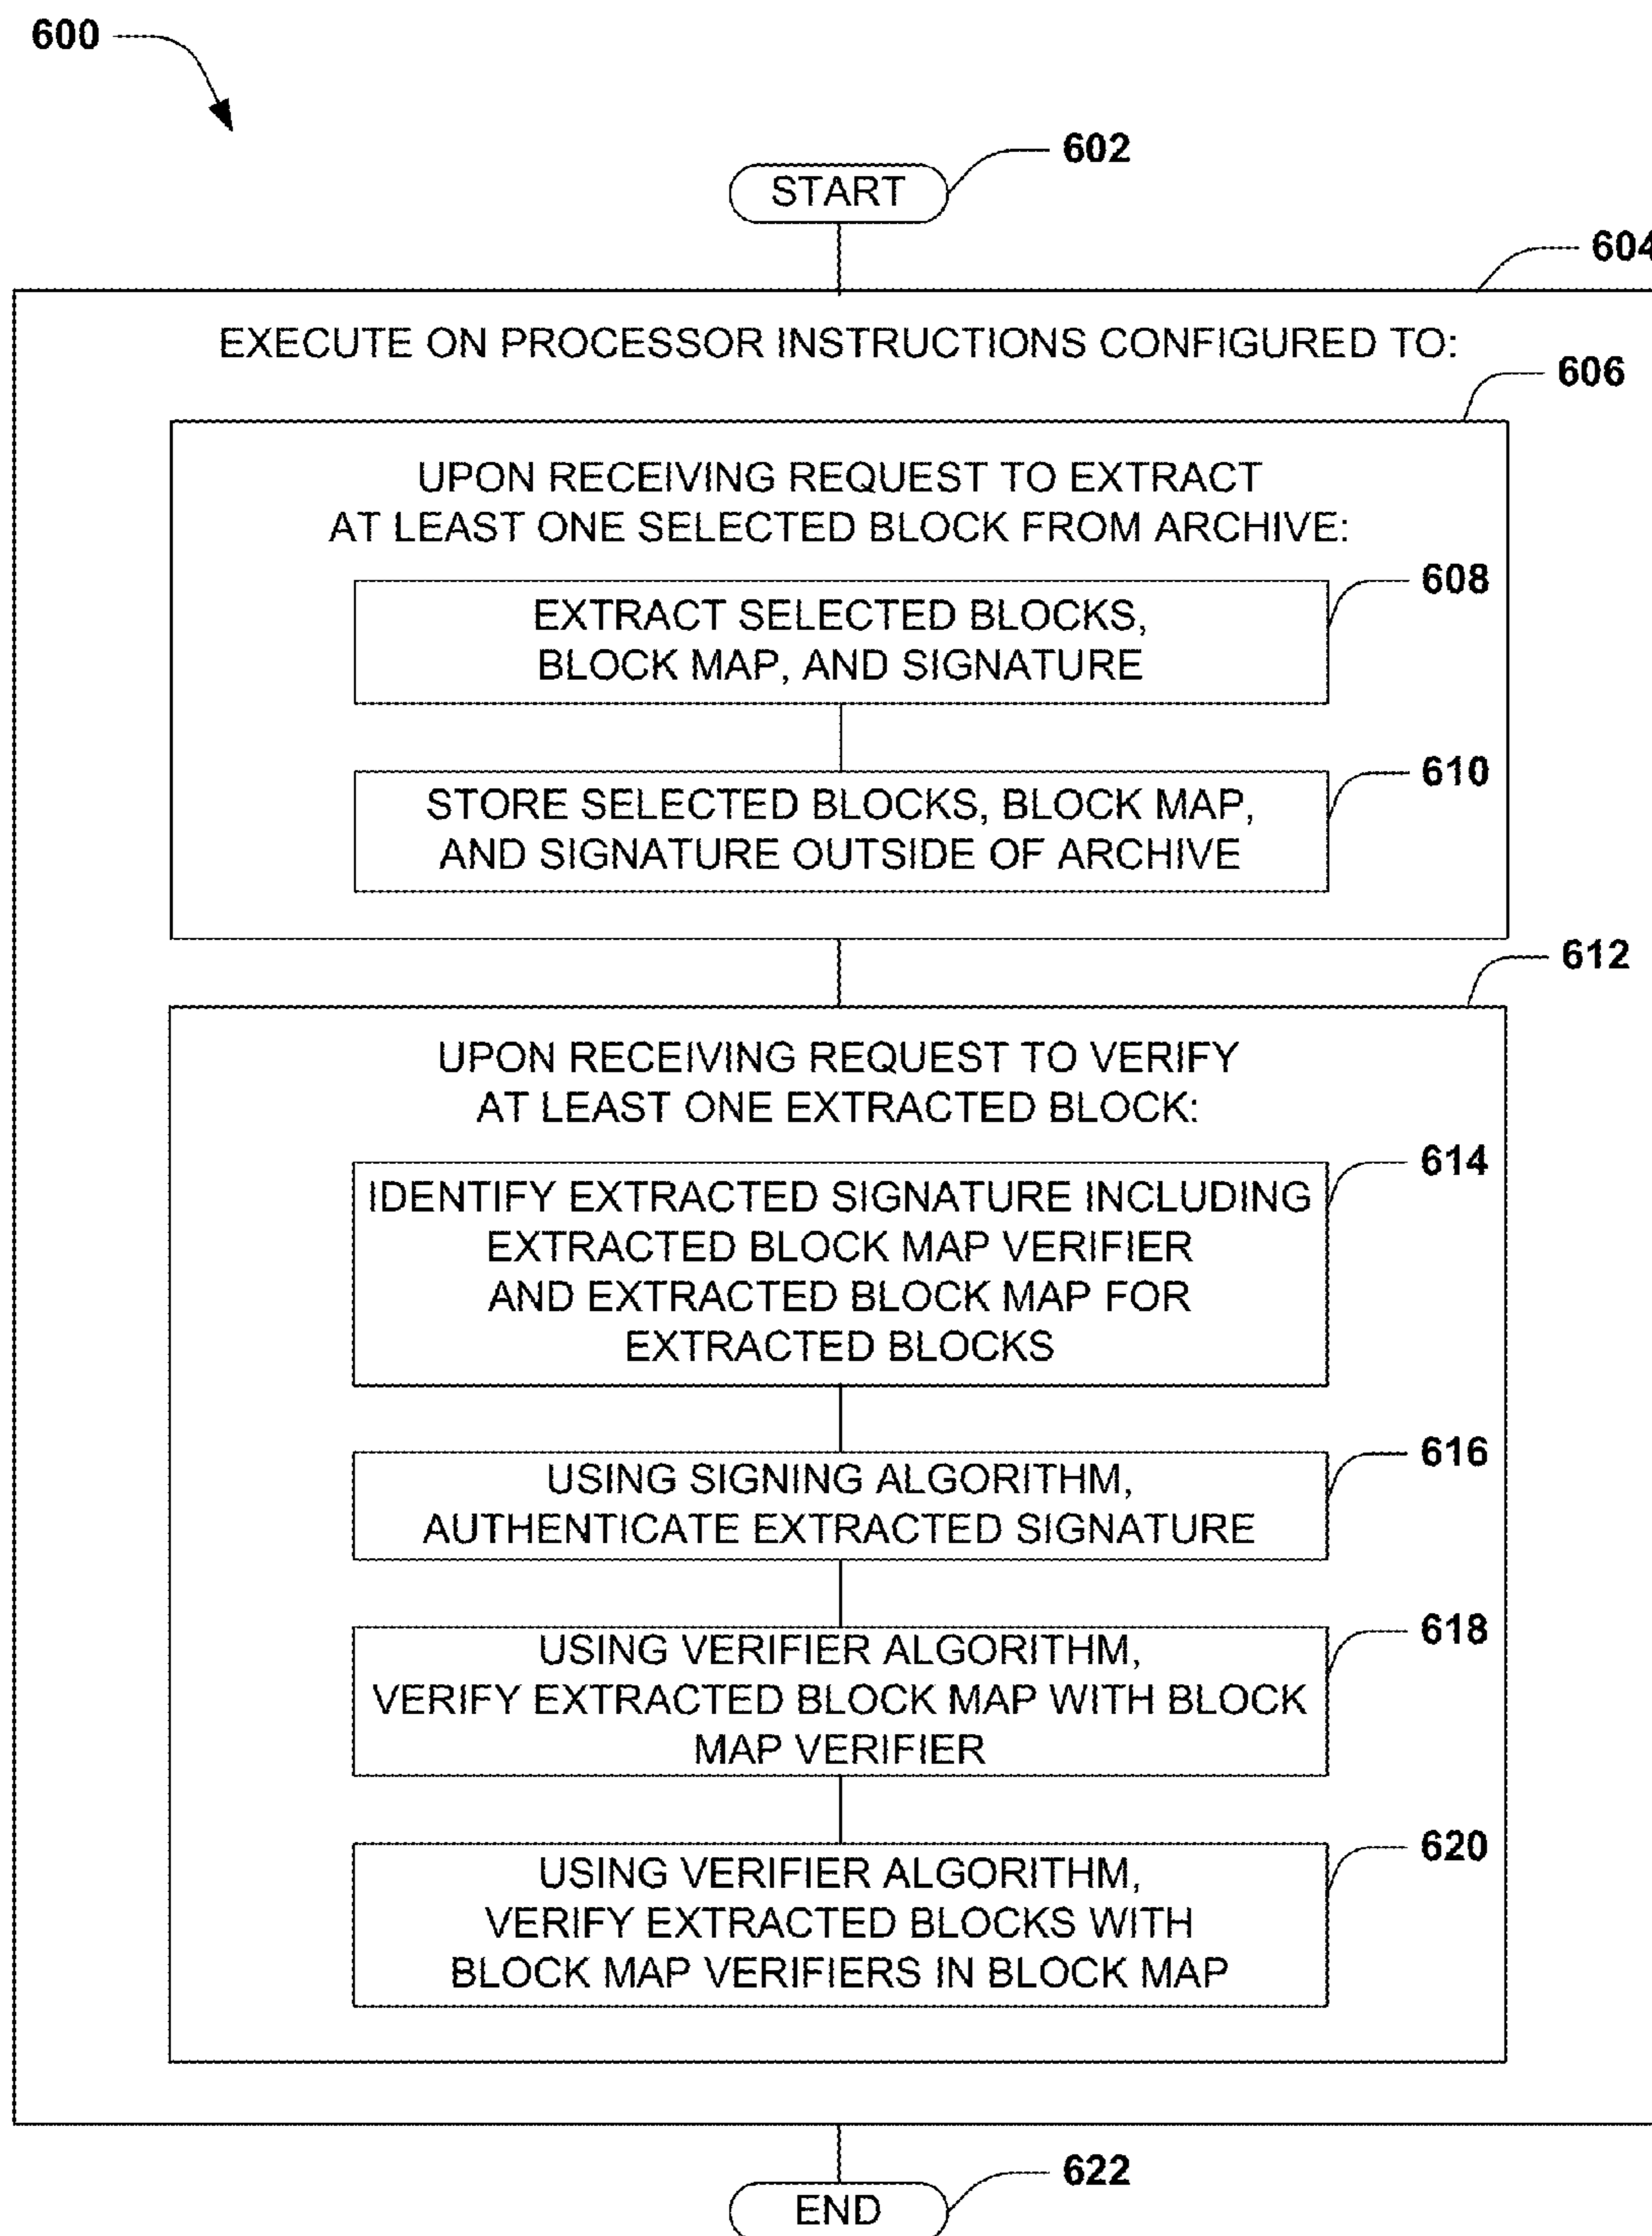 600
602
START
604
EXECUTE ON PROCESSOR INSTRUCTIONS CONFIGURED TO:
606
UPON RECEIVING REQUEST TO EXTRACT
AT LEAST ONE SELECTED BLOCK FROM ARCHIVE:
608
EXTRACT SELECTED BLOCKS,
BLOCK MAP, AND SIGNATURE
610
STORE SELECTED BLOCKS, BLOCK MAP,
AND SIGNATURE OUTSIDE OF ARCHIVE
612
UPON RECEIVING REQUEST TO VERIFY
AT LEAST ONE EXTRACTED BLOCK:
614
IDENTIFY EXTRACTED SIGNATURE INCLUDING
EXTRACTED BLOCK MAP VERIFIER
AND EXTRACTED BLOCK MAP FOR
EXTRACTED BLOCKS
616
USING SIGNING ALGORITHM,
AUTHENTICATE EXTRACTED SIGNATURE
618
USING VERIFIER ALGORITHM,
VERIFY EXTRACTED BLOCK MAP WITH BLOCK
MAP VERIFIER
620
USING VERIFIER ALGORITHM,
VERIFY EXTRACTED BLOCKS WITH
BLOCK MAP VERIFIERS IN BLOCK MAP
622
END